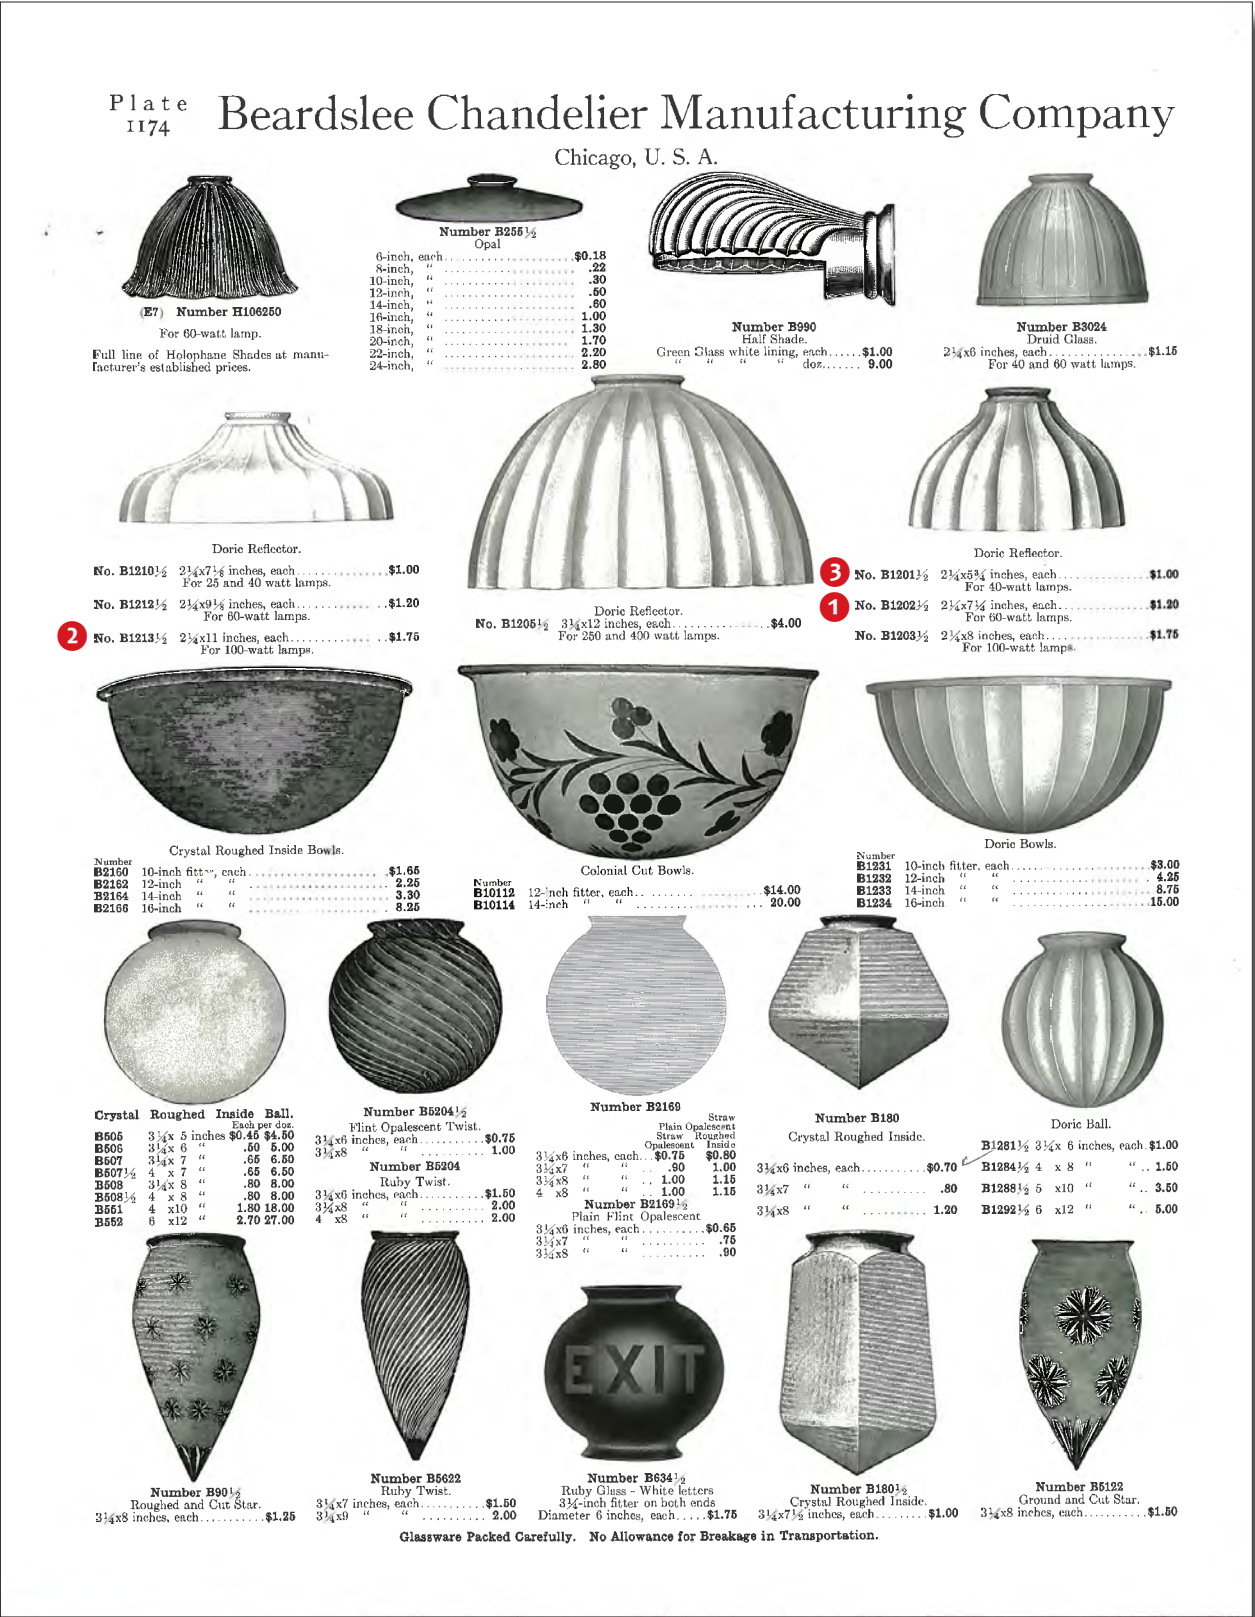 Plate
1174
Beardslee Chandelier Manufacturing Company
Chicago, U. S. A.
(E7) Number H106250
For 60-watt lamp.
Full line of Holophane Shades at manu-
facturer's established prices.
Number B255½
Opal
6-inch, each $0.18
8-inch, " .22
10-inch, " .30
12-inch, " .50
14-inch, " .60
16-inch, " 1.00
18-inch, " 1.30
20-inch, " 1.70
22-inch, " 2.20
24-inch, " 2.80
Number B990
Half Shade.
Green Glass white lining, each $1.00
" " " " doz. 9.00
Number B3024
Druid Glass.
2¼x6 inches, each $1.15
For 40 and 60 watt lamps.
Doric Reflector.
No. B1210½ 2¼x7⅛ inches, each $1.00
For 25 and 40 watt lamps.
No. B1212½ 2¼x9⅛ inches, each $1.20
For 60-watt lamps.
2 No. B1213½ 2¼x11 inches, each $1.75
For 100-watt lamps.
Doric Reflector.
No. B1205½ 3¼x12 inches, each $4.00
For 250 and 400 watt lamps.
Doric Reflector.
3 No. B1201½ 2¼x5¾ inches, each $1.00
For 40-watt lamps.
1 No. B1202½ 2¼x7¼ inches, each $1.20
For 60-watt lamps.
No. B1203½ 2¼x8 inches, each $1.75
For 100-watt lamps.
Crystal Roughed Inside Bowls.
Number
B2160 10-inch fitter, each $1.65
B2162 12-inch " " 2.25
B2164 14-inch " " 3.30
B2166 16-inch " " 8.25
Colonial Cut Bowls.
Number
B10112 12-inch fitter, each $14.00
B10114 14-inch " " 20.00
Doric Bowls.
Number
B1231 10-inch fitter, each $3.00
B1232 12-inch " " 4.25
B1233 14-inch " " 8.75
B1234 16-inch " " 15.00
Crystal Roughed Inside Ball.
Each per doz.
B505 3¼x 5 inches $0.45 $4.50
B506 3¼x 6 " .50 5.00
B507 3¼x 7 " .65 6.50
B507½ 4 x 7 " .65 6.50
B508 3¼x 8 " .80 8.00
B508½ 4 x 8 " .80 8.00
B551 4 x10 " 1.80 18.00
B552 6 x12 " 2.70 27.00
Number B5204½
Flint Opalescent Twist.
3¼x6 inches, each $0.75
3¼x8 " " 1.00
Number B5204
Ruby Twist.
3¼x6 inches, each $1.50
3¼x8 " " 2.00
4 x8 " " 2.00
Number B2169
Straw
Plain Opalescent
Straw Roughed
Opalescent Inside
3¼x6 inches, each $0.75 $0.80
3¼x7 " " .90 1.00
3¼x8 " " 1.00 1.15
4 x8 " " 1.00 1.15
Number B2169½
Plain Flint Opalescent
3¼x6 inches, each $0.65
3¼x7 " " .75
3¼x8 " " .90
Number B180
Crystal Roughed Inside.
3¼x6 inches, each $0.70
3¼x7 " " .80
3¼x8 " " 1.20
Doric Ball.
B1281½ 3¼x 6 inches, each $1.00
B1284½ 4 x 8 " " 1.50
B1288½ 5 x10 " " 3.50
B1292½ 6 x12 " " 5.00
EXIT
Number B90½
Roughed and Cut Star.
3¼x8 inches, each $1.25
Number B5622
Ruby Twist.
3¼x7 inches, each $1.50
3¼x9 " " 2.00
Number B634½
Ruby Glass - White letters
3¼-inch fitter on both ends
Diameter 6 inches, each $1.75
Number B180½
Crystal Roughed Inside.
3¼x7½ inches, each $1.00
Number B5122
Ground and Cut Star.
3¼x8 inches, each $1.50
Glassware Packed Carefully. No Allowance for Breakage in Transportation.